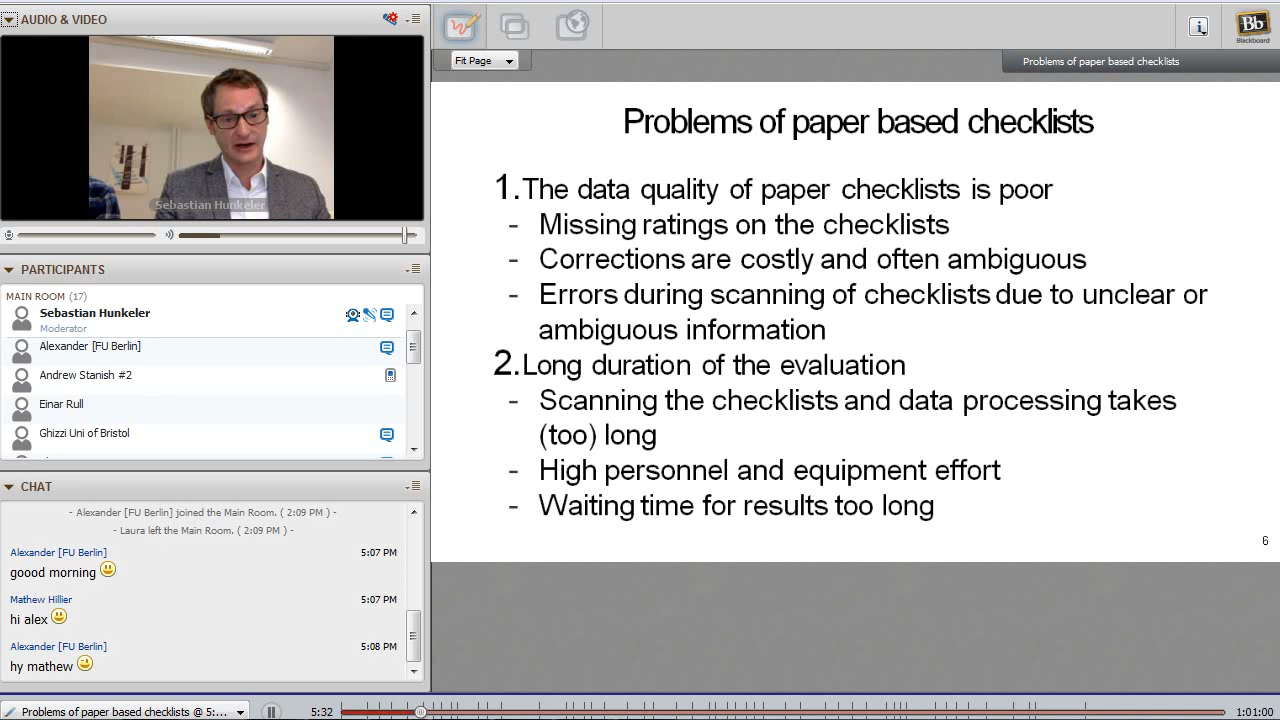 AUDIO & VIDEO
Sebastian Hunkeler
PARTICIPANTS
MAIN ROOM (17)
Sebastian Hunkeler
Moderator
Alexander [FU Berlin]
Andrew Stanish #2
Einar Rull
Ghizzi Uni of Bristol
CHAT
- Alexander [FU Berlin] joined the Main Room. ( 2:09 PM ) -
- Laura left the Main Room. ( 2:09 PM ) -
Alexander [FU Berlin] 5:07 PM
goood morning
Mathew Hillier 5:07 PM
hi alex
Alexander [FU Berlin] 5:08 PM
hy mathew
Fit Page
Bb
Blackboard
Problems of paper based checklists
Problems of paper based checklists
1.The data quality of paper checklists is poor
- Missing ratings on the checklists
- Corrections are costly and often ambiguous
- Errors during scanning of checklists due to unclear or
ambiguous information
2.Long duration of the evaluation
- Scanning the checklists and data processing takes
(too) long
- High personnel and equipment effort
- Waiting time for results too long
6
Problems of paper based checklists @ 5:... 5:32 1:01:00